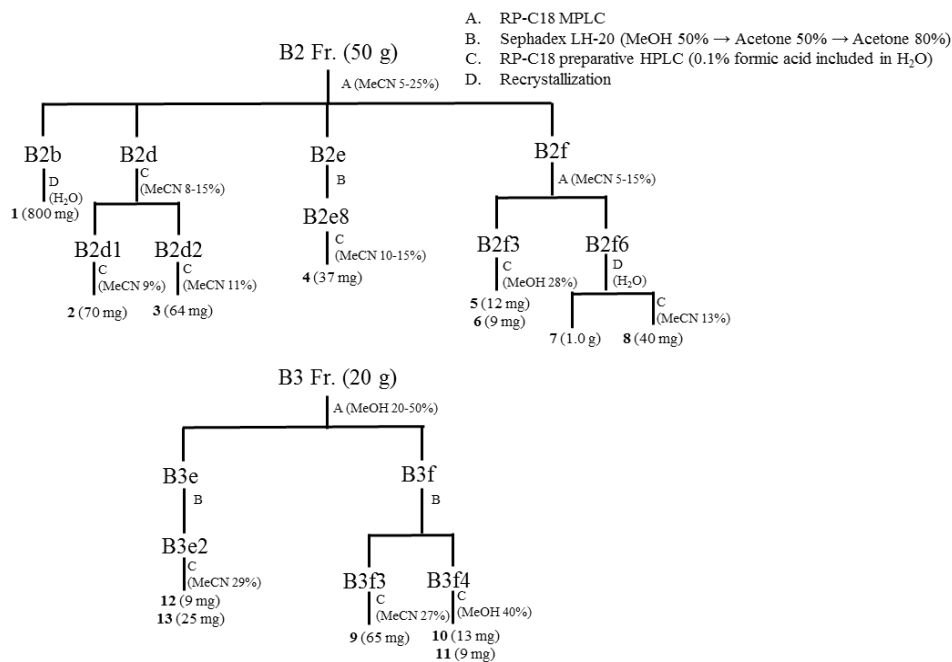 A. RP-C18 MPLC
B. Sephadex LH-20 (MeOH 50% → Acetone 50% → Acetone 80%)
C. RP-C18 preparative HPLC (0.1% formic acid included in H₂O)
D. Recrystallization
B2 Fr. (50 g)
A (MeCN 5-25%)
B2b
B2d
B2e
B2f
D
(H₂O)
1 (800 mg)
C
(MeCN 8-15%)
B
A (MeCN 5-15%)
B2d1
B2d2
B2e8
B2f3
B2f6
C
(MeCN 9%)
C
(MeCN 11%)
C
(MeCN 10-15%)
C
(MeOH 28%)
D
(H₂O)
2 (70 mg)
3 (64 mg)
4 (37 mg)
5 (12 mg)
6 (9 mg)
C
(MeCN 13%)
7 (1.0 g)
8 (40 mg)
B3 Fr. (20 g)
A (MeOH 20-50%)
B3e
B3f
B
B
B3e2
B3f3
B3f4
C
(MeCN 29%)
C
(MeCN 27%)
C
(MeOH 40%)
12 (9 mg)
13 (25 mg)
9 (65 mg)
10 (13 mg)
11 (9 mg)